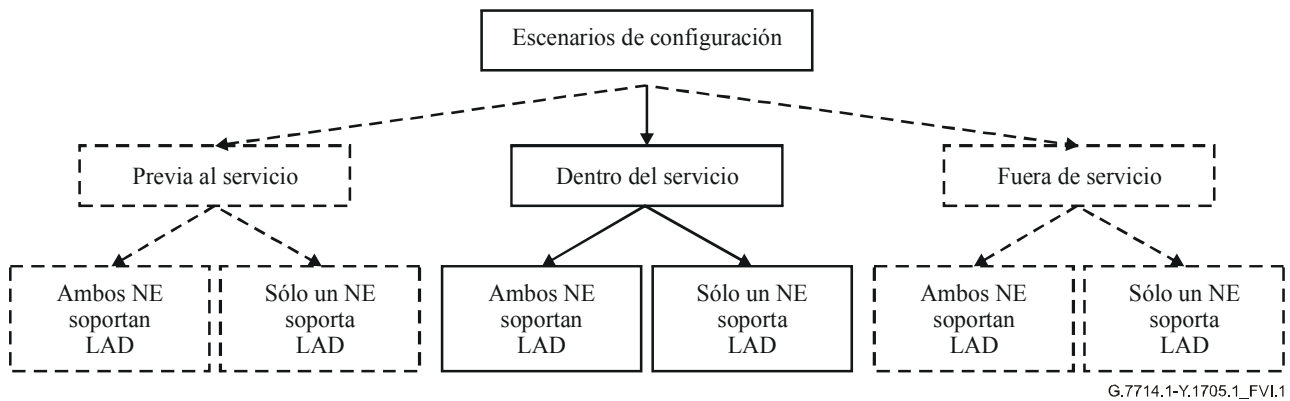 Escenarios de configuración
Previa al servicio
Dentro del servicio
Fuera de servicio
Ambos NE
soportan
LAD
Sólo un NE
soporta
LAD
Ambos NE
soportan
LAD
Sólo un NE
soporta
LAD
Ambos NE
soportan
LAD
Sólo un NE
soporta
LAD
G.7714.1-Y.1705.1_FVI.1